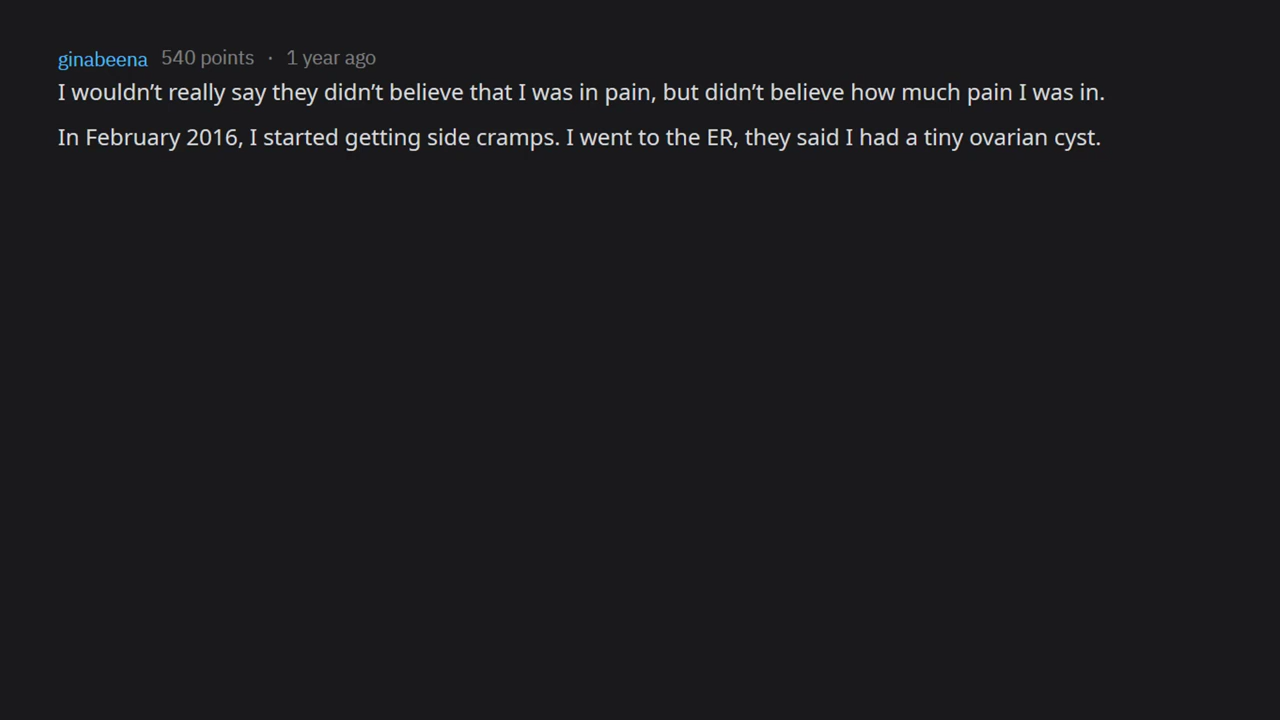 ginabeena 540 points · 1 year ago
I wouldn’t really say they didn’t believe that I was in pain, but didn’t believe how much pain I was in.
In February 2016, I started getting side cramps. I went to the ER, they said I had a tiny ovarian cyst.